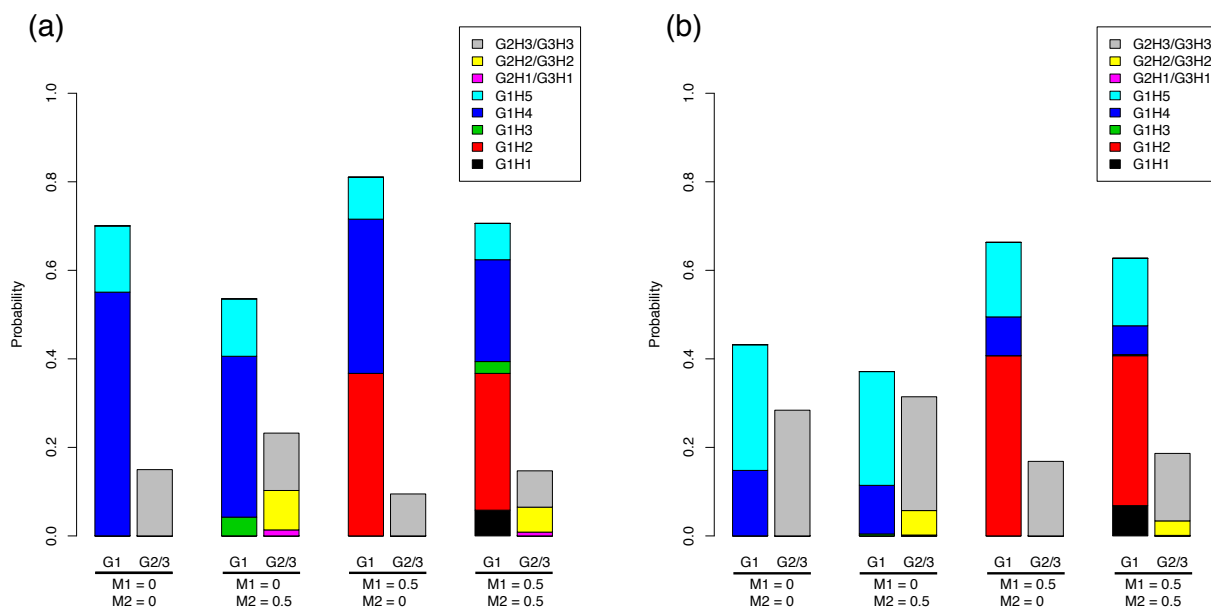 (a)
G2H3/G3H3
G2H2/G3H2
G2H1/G3H1
G1H5
G1H4
G1H3
G1H2
G1H1
Probability
1.0
0.8
0.6
0.4
0.2
0.0
G1 G2/3 G1 G2/3 G1 G2/3 G1 G2/3
M1 = 0 M1 = 0 M1 = 0.5 M1 = 0.5
M2 = 0 M2 = 0.5 M2 = 0 M2 = 0.5
(b)
G2H3/G3H3
G2H2/G3H2
G2H1/G3H1
G1H5
G1H4
G1H3
G1H2
G1H1
Probability
1.0
0.8
0.6
0.4
0.2
0.0
G1 G2/3 G1 G2/3 G1 G2/3 G1 G2/3
M1 = 0 M1 = 0 M1 = 0.5 M1 = 0.5
M2 = 0 M2 = 0.5 M2 = 0 M2 = 0.5